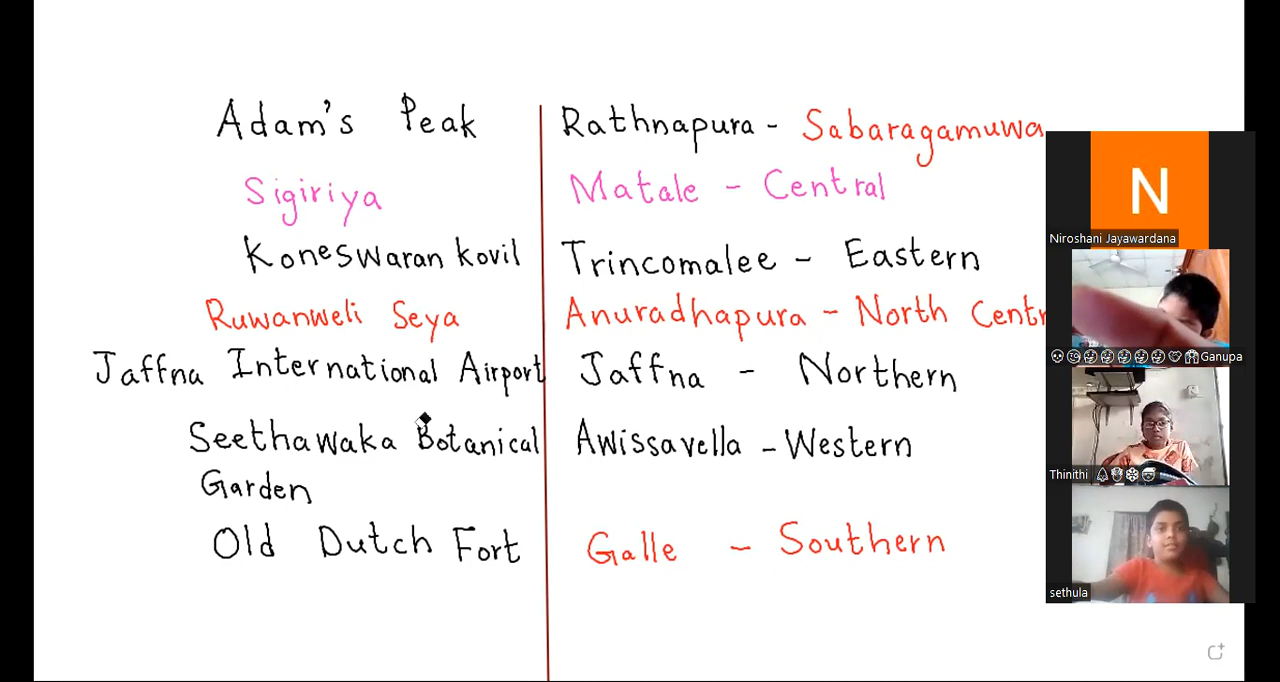 Adam's Peak Rathnapura - Sabaragamuwa
Sigiriya Matale - Central
Koneswaran kovil Trincomalee - Eastern
Ruwanweli Seya Anuradhapura - North Centr
Jaffna International Airport Jaffna - Northern
Seethawaka Botanical Awissavella - Western
Garden
Old Dutch Fort Galle - Southern
N
Niroshani Jayawardana
Ganupa
Thinithi
sethula